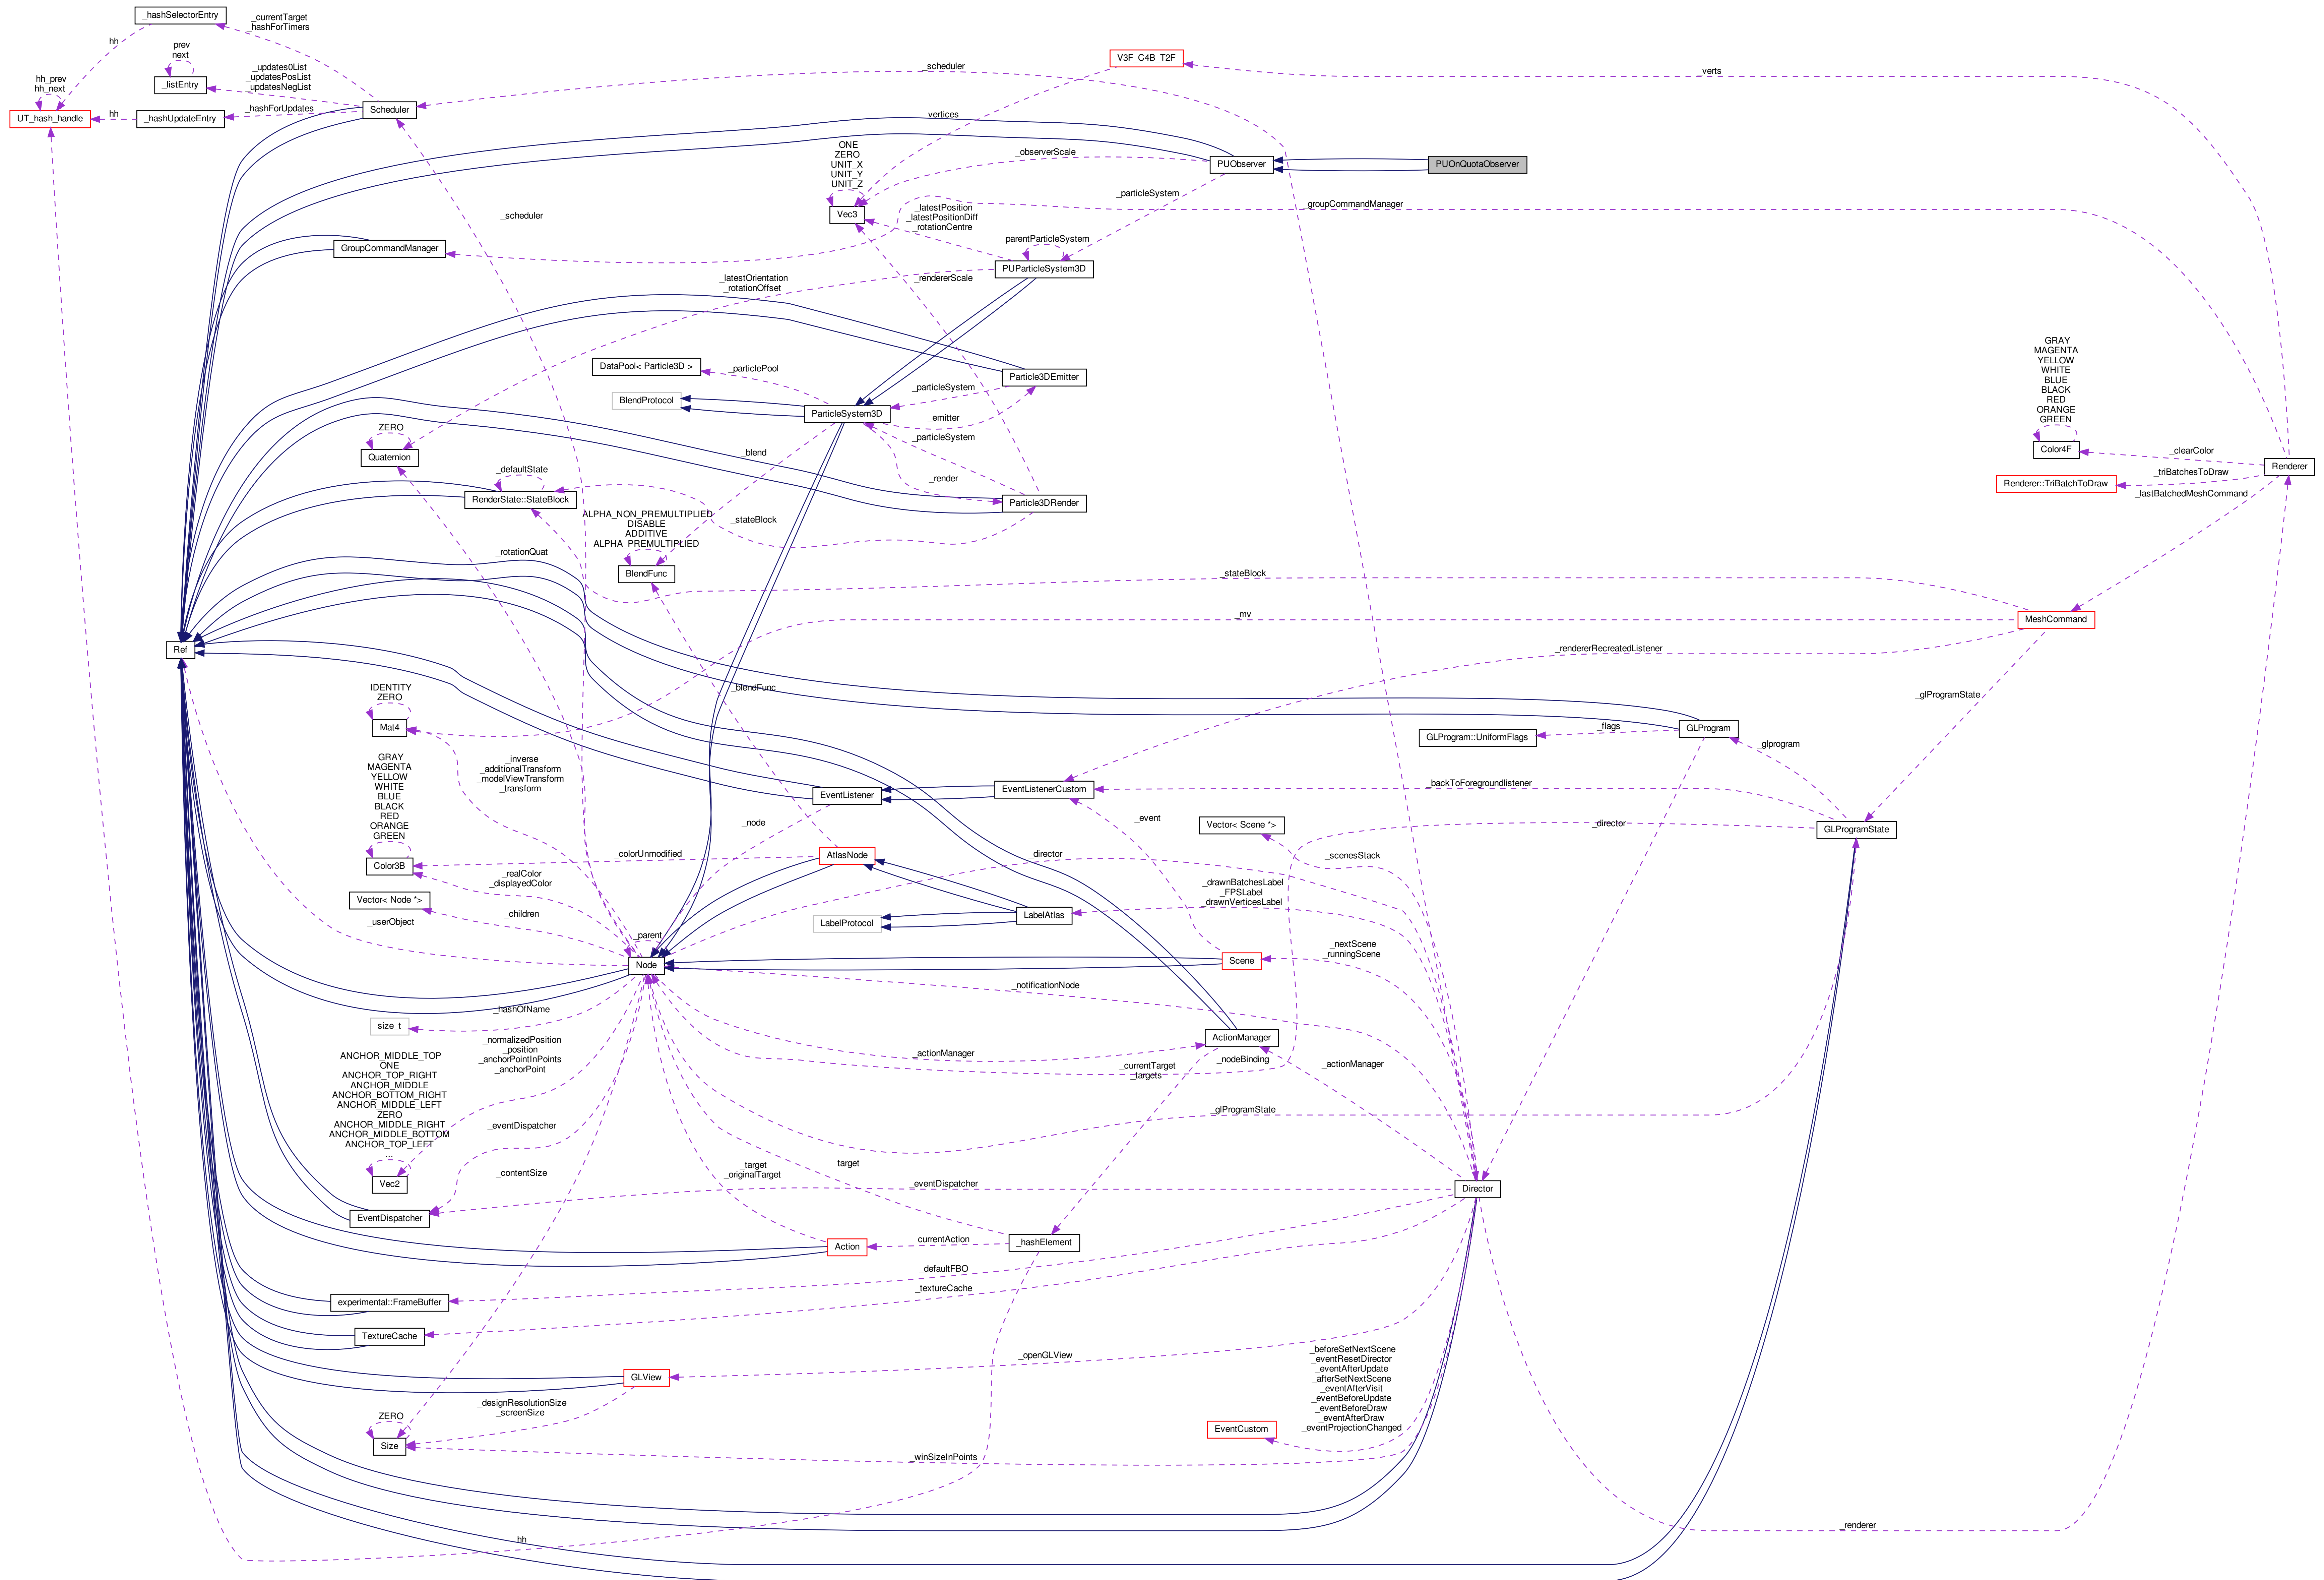 _hashSelectorEntry
_currentTarget
_hashForTimers
hh
prev
next
_listEntry
_updates0List
_updatesPosList
_updatesNegList
hh_prev
hh_next
UT_hash_handle
hh
_hashUpdateEntry
_hashForUpdates
Scheduler
_scheduler
V3F_C4B_T2F
_verts
vertices
ONE
ZERO
UNIT_X
UNIT_Y
UNIT_Z
Vec3
_observerScale
PUObserver
PUOnQuotaObserver
_particleSystem
_scheduler
_latestPosition
_latestPositionDiff
_rotationCentre
_groupCommandManager
GroupCommandManager
_parentParticleSystem
PUParticleSystem3D
_latestOrientation
_rotationOffset
_rendererScale
DataPool< Particle3D >
_particlePool
Particle3DEmitter
BlendProtocol
ParticleSystem3D
_particleSystem
_emitter
_particleSystem
ZERO
Quaternion
_blend
_render
_defaultState
RenderState::StateBlock
Particle3DRender
_stateBlock
ALPHA_NON_PREMULTIPLIED
DISABLE
ADDITIVE
ALPHA_PREMULTIPLIED
BlendFunc
GRAY
MAGENTA
YELLOW
WHITE
BLUE
BLACK
RED
ORANGE
GREEN
Color4F
_clearColor
Renderer
_triBatchesToDraw
Renderer::TriBatchToDraw
_lastBatchedMeshCommand
_rotationQuat
stateBlock
_mv
MeshCommand
_rendererRecreatedListener
Ref
_glProgramState
IDENTITY
ZERO
Mat4
_blendFunc
GLProgram
_flags
GLProgram::UniformFlags
_glprogram
_inverse
_additionalTransform
_modelViewTransform
_transform
EventListener
EventListenerCustom
_backToForegroundlistener
GRAY
MAGENTA
YELLOW
WHITE
BLUE
BLACK
RED
ORANGE
GREEN
Color3B
_node
_event
Vector< Scene *>
_director
GLProgramState
_colorUnmodified
AtlasNode
_director
_scenesStack
_realColor
_displayedColor
Vector< Node *>
_children
_drawnBatchesLabel
_FPSLabel
_drawnVerticesLabel
LabelProtocol
LabelAtlas
_userObject
_parent
Node
Scene
_nextScene
_runningScene
_notificationNode
_hashOfName
size_t
ActionManager
_normalizedPosition
_position
_anchorPointInPoints
_anchorPoint
_actionManager
_nodeBinding
_currentTarget
_targets
_actionManager
ANCHOR_MIDDLE_TOP
ONE
ANCHOR_TOP_RIGHT
ANCHOR_MIDDLE
ANCHOR_BOTTOM_RIGHT
ANCHOR_MIDDLE_LEFT
ZERO
ANCHOR_MIDDLE_RIGHT
ANCHOR_MIDDLE_BOTTOM
ANCHOR_TOP_LEFT
...
Vec2
_glProgramState
_eventDispatcher
_contentSize
_target
_originalTarget
target
_eventDispatcher
Director
EventDispatcher
Action
currentAction
_hashElement
_defaultFBO
experimental::FrameBuffer
_textureCache
TextureCache
_openGLView
GLView
_designResolutionSize
_screenSize
ZERO
Size
_beforeSetNextScene
_eventResetDirector
_eventAfterUpdate
_afterSetNextScene
_eventAfterVisit
_eventBeforeUpdate
_eventBeforeDraw
_eventAfterDraw
_eventProjectionChanged
EventCustom
_winSizeInPoints
_renderer
hh